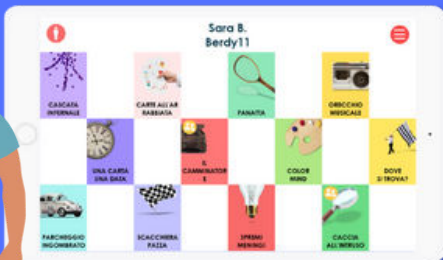 Sara B.
Berdy11
CASCATA
INFERNALE
CARTE ALL'AR
RABBIATA
PANATTA
ORECCHIO
MUSICALE
UNA CARTA
UNA DATA
IL
CAMMINATOR
E
COLOR
MIND
DOVE
SI TROVA?
PARCHEGGIO
INGOMBRATO
SCACCHIERA
PAZZA
SPREMI
MENINGI
CACCIA
ALL'INTRUSO